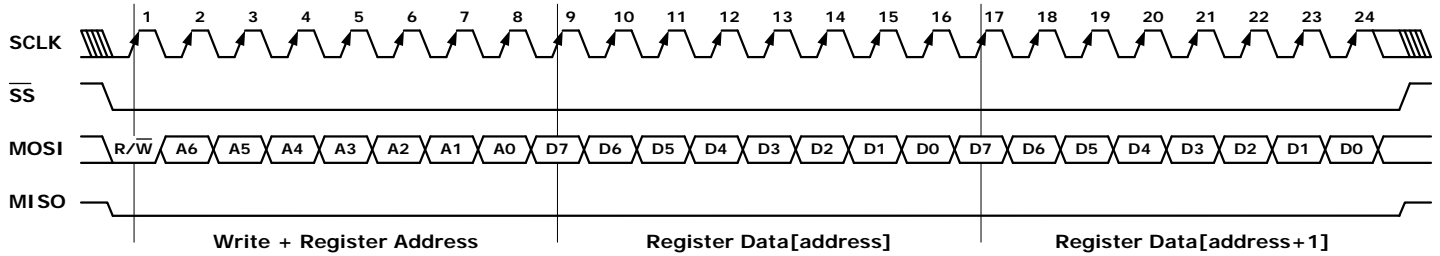 1 2 3 4 5 6 7 8 9 10 11 12 13 14 15 16 17 18 19 20 21 22 23 24
SCLK
S̅S̅
MOSI R/W̅ A6 A5 A4 A3 A2 A1 A0 D7 D6 D5 D4 D3 D2 D1 D0 D7 D6 D5 D4 D3 D2 D1 D0
MISO
Write + Register Address Register Data[address] Register Data[address+1]